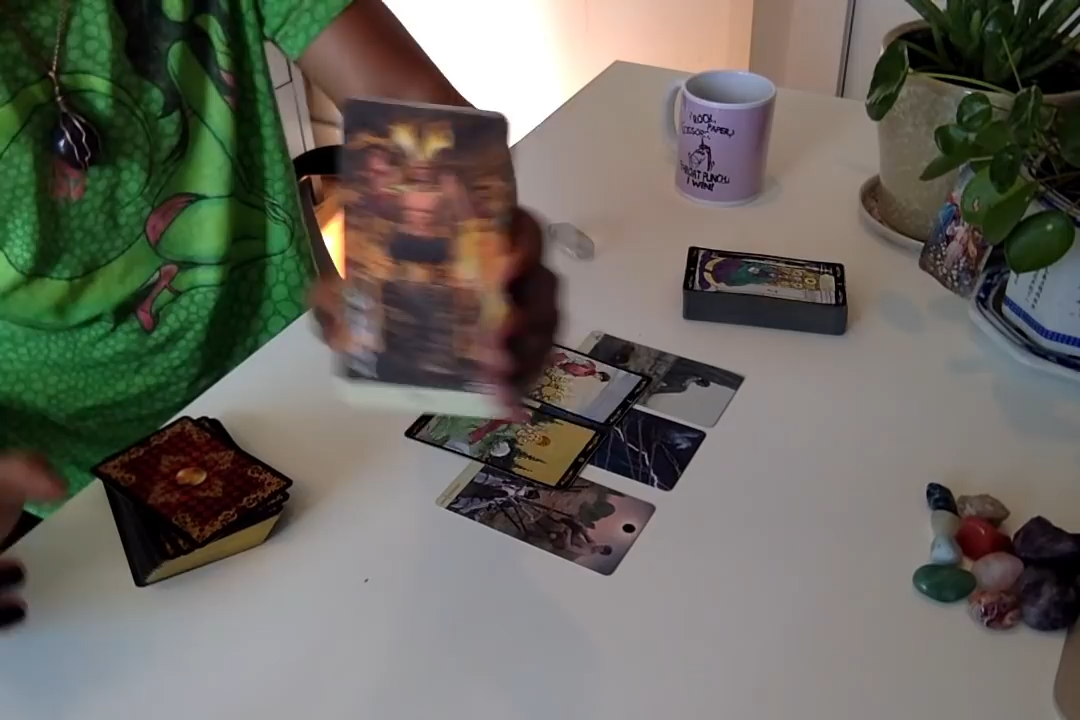 ROCK,
PAPER,
SCISSORS,
THROAT PUNCH,
I WIN!